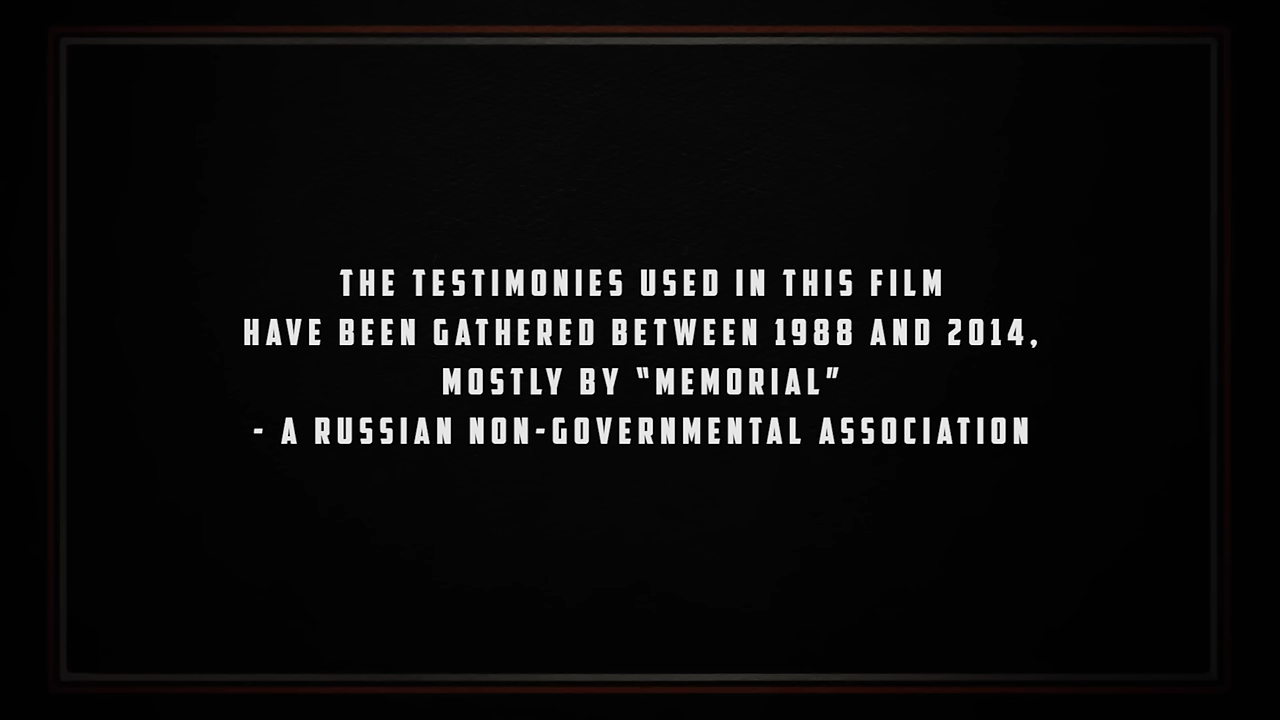 THE TESTIMONIES USED IN THIS FILM
HAVE BEEN GATHERED BETWEEN 1988 AND 2014,
MOSTLY BY “MEMORIAL”
- A RUSSIAN NON-GOVERNMENTAL ASSOCIATION